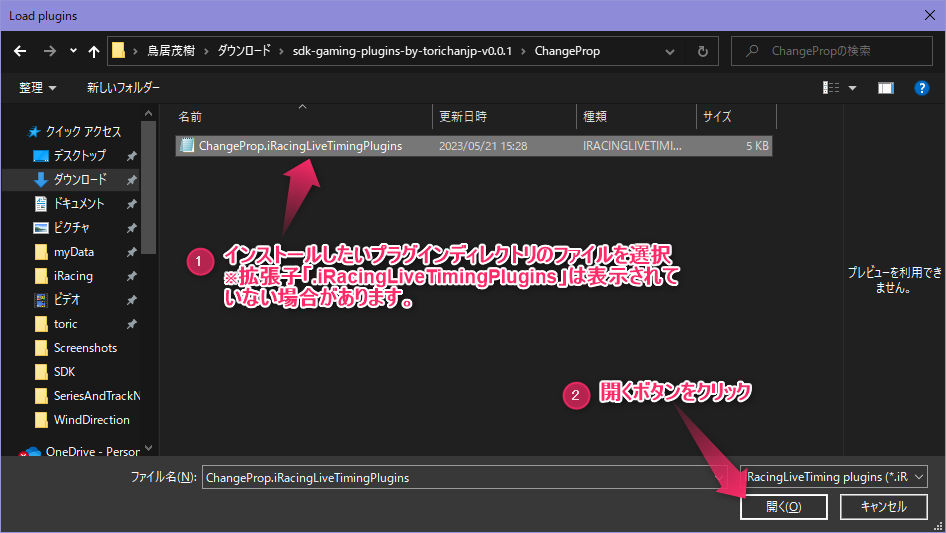 Load plugins
鳥居茂樹 › ダウンロード › sdk-gaming-plugins-by-torichanjp-v0.0.1 › ChangeProp
ChangePropの検索
整理
新しいフォルダー
名前
更新日時
種類
サイズ
ChangeProp.iRacingLiveTimingPlugins
2023/05/21 15:28
IRACINGLIVETIMI...
5 KB
クイック アクセス
デスクトップ
ダウンロード
ドキュメント
ピクチャ
myData
iRacing
ビデオ
toric
Screenshots
SDK
SeriesAndTrackN
WindDirection
OneDrive - Person
1
インストールしたいプラグインディレクトリのファイルを選択
※拡張子「.iRacingLiveTimingPlugins」は表示されて
いない場合があります。
プレビューを利用でき
ません。
2
開くボタンをクリック
ファイル名(N):
ChangeProp.iRacingLiveTimingPlugins
iRacingLiveTiming plugins (*.iR
開く(O)
キャンセル